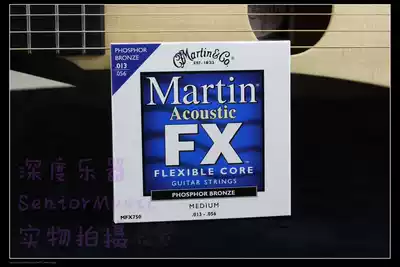 PHOSPHOR
BRONZE
.013
.056
Martin & Co.
EST. 1833
Martin
Acoustic
FX
FLEXIBLE CORE
GUITAR STRINGS
PHOSPHOR BRONZE
MFX750
MEDIUM
.013 - .056
深度乐器
SeniorMusic
实物拍摄